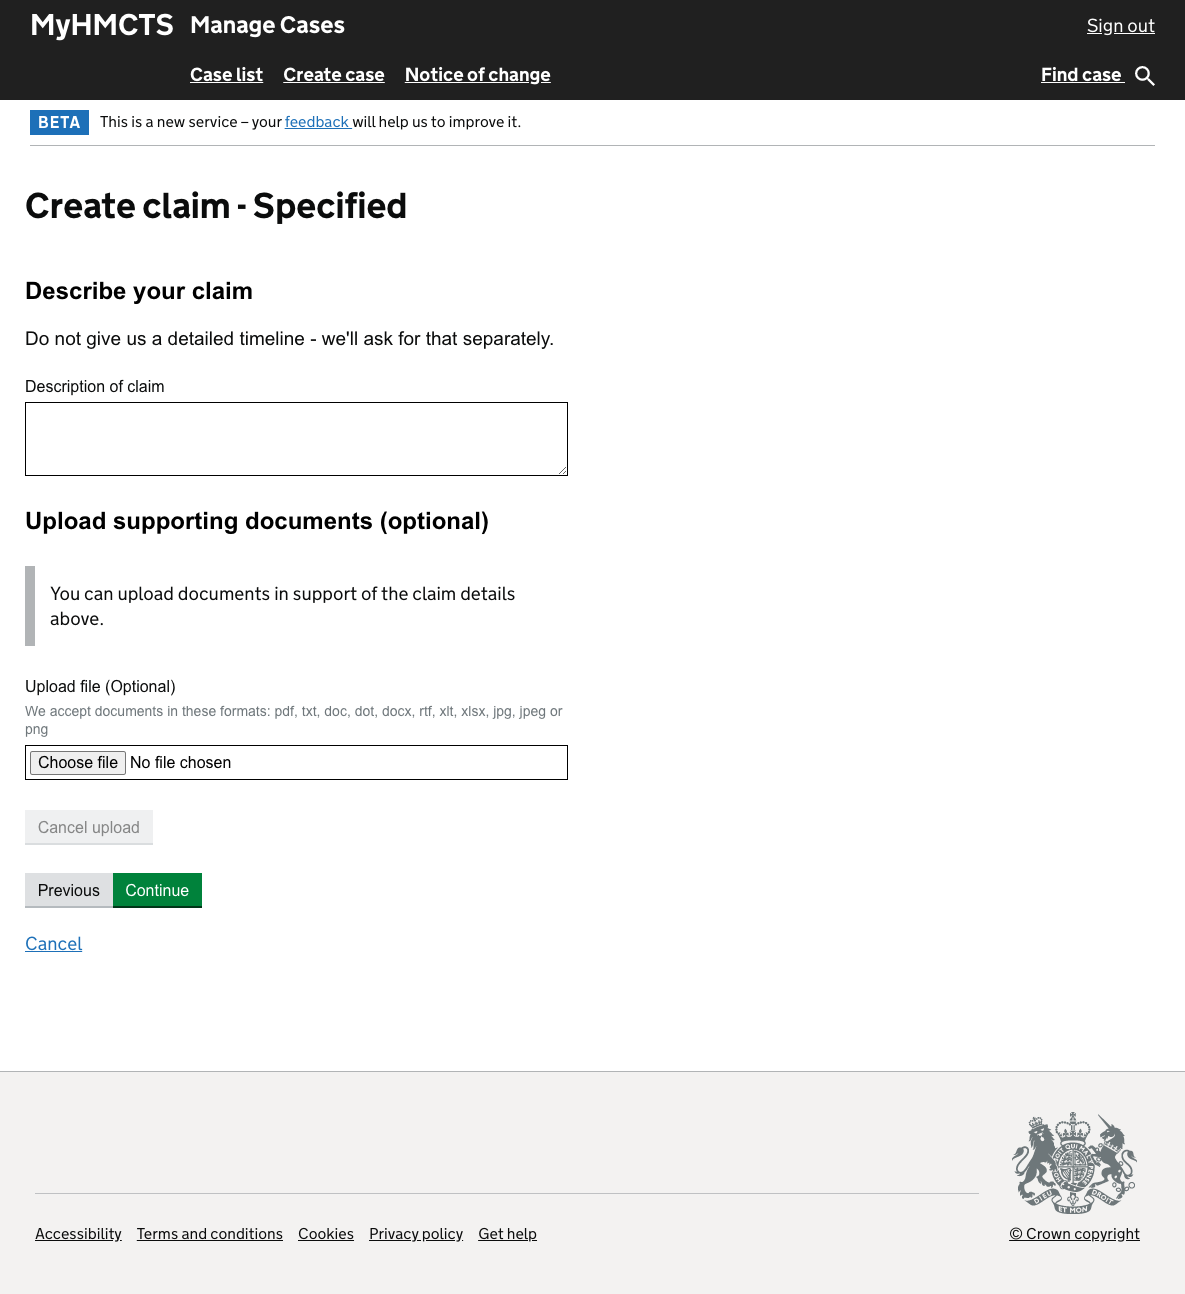 MyHMCTS Manage Cases Sign out
Case list Create case Notice of change Find case
BETA This is a new service – your feedback will help us to improve it.
Create claim - Specified
Describe your claim
Do not give us a detailed timeline - we'll ask for that separately.
Description of claim
Upload supporting documents (optional)
You can upload documents in support of the claim details
above.
Upload file (Optional)
We accept documents in these formats: pdf, txt, doc, dot, docx, rtf, xlt, xlsx, jpg, jpeg or
png
Choose file No file chosen
Cancel upload
Previous Continue
Cancel
DIEU ET MON DROIT
Accessibility Terms and conditions Cookies Privacy policy Get help © Crown copyright